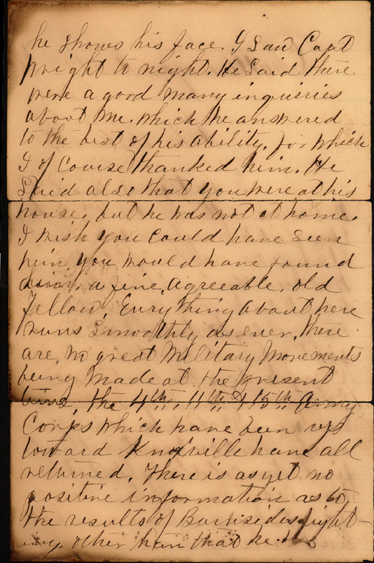 he shows his face. I saw Capt
Wright to night. He said there
were a good many inquiries
about me. which he answered
to the best of his ability, for which
I of course thanked him. He
said also that you were at his
house, but he was not at home.
I wish you could have seen
him you would have found
a fine, agreeable, old
fellow, Everything about here
runs smoothly as ever, there
are no great Military movements
being made at the present
time, the 4th, 11th & 15th Army
Corps which have been up
toward Knoxville have all
returned, There is as yet no
positive information as to
the results of Burnsides fight-
ing, other than that he